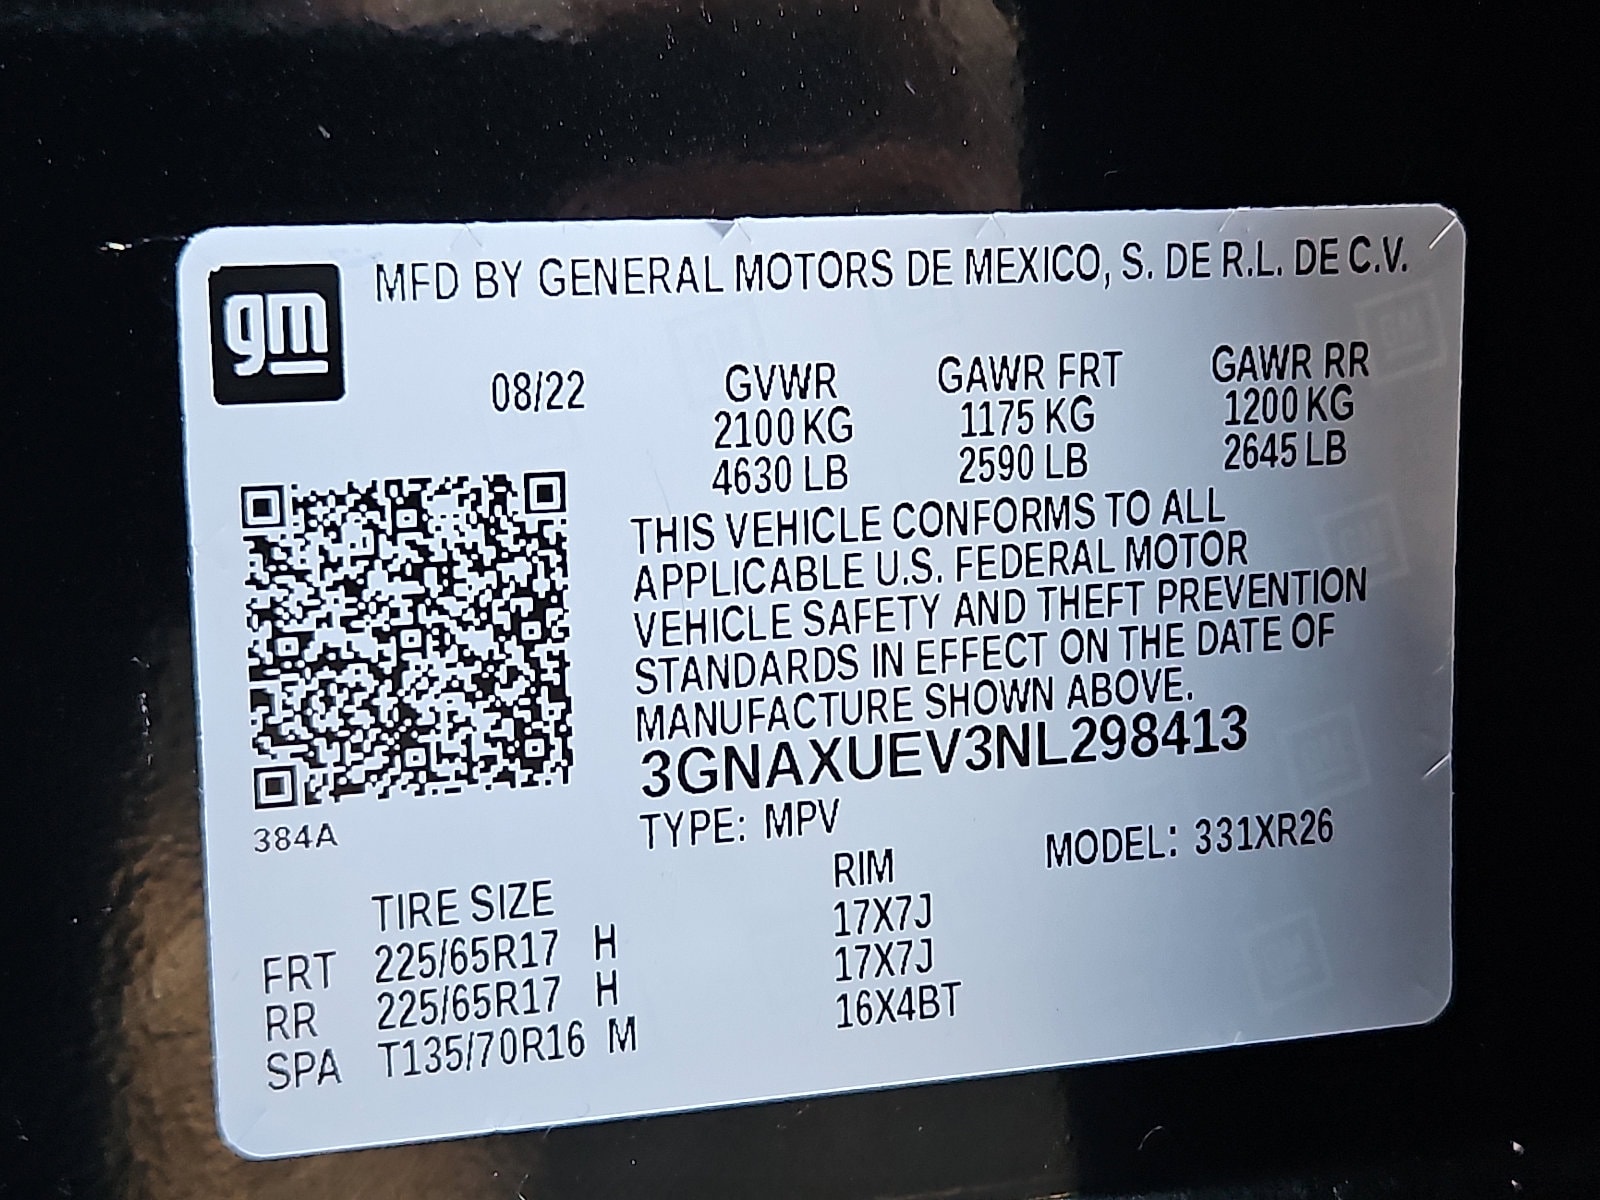 gm
MFD BY GENERAL MOTORS DE MEXICO, S. DE R.L. DE C.V.
08/22 GVWR GAWR FRT GAWR RR
2100 KG 1175 KG 1200 KG
4630 LB 2590 LB 2645 LB
THIS VEHICLE CONFORMS TO ALL
APPLICABLE U.S. FEDERAL MOTOR
VEHICLE SAFETY AND THEFT PREVENTION
STANDARDS IN EFFECT ON THE DATE OF
MANUFACTURE SHOWN ABOVE.
3GNAXUEV3NL298413
384A
TYPE: MPV MODEL: 331XR26
TIRE SIZE RIM
FRT 225/65R17 H 17X7J
RR 225/65R17 H 17X7J
SPA T135/70R16 M 16X4BT